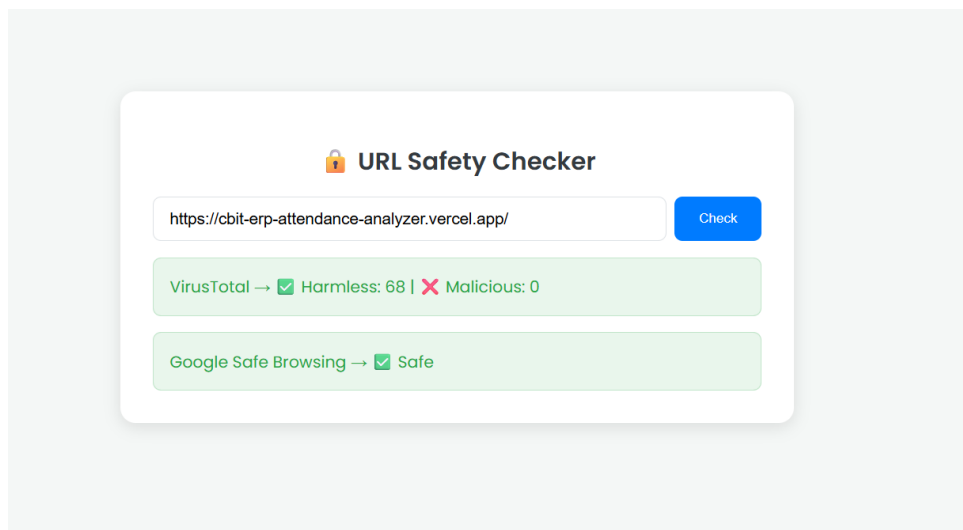 🔒 URL Safety Checker
https://cbit-erp-attendance-analyzer.vercel.app/ Check
VirusTotal → ✅ Harmless: 68 | ❌ Malicious: 0
Google Safe Browsing → ✅ Safe